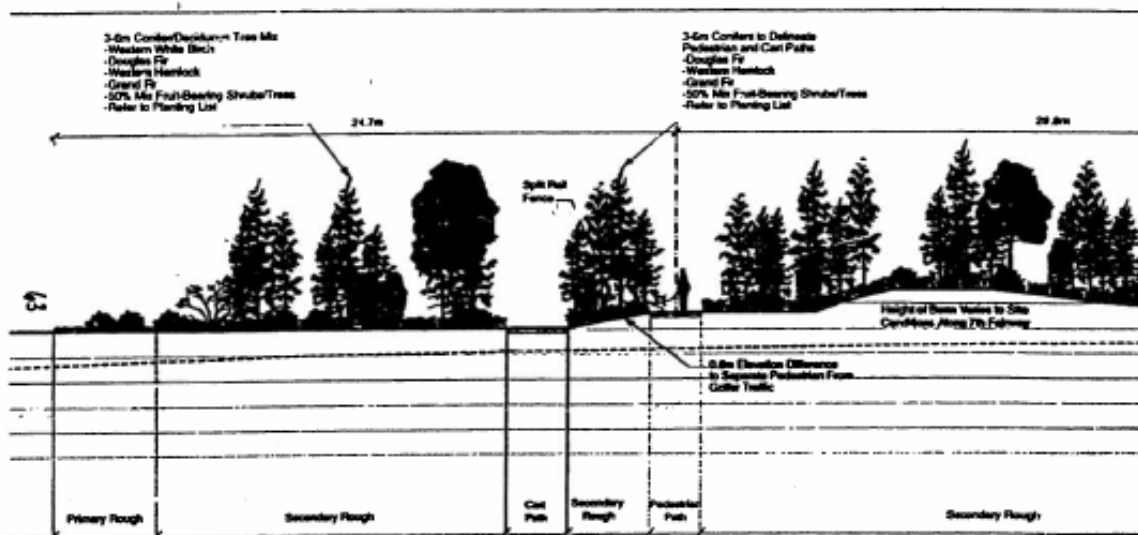 3-6m Conifer/Deciduous Tree Mix
-Western White Birch
-Douglas Fir
-Western Hemlock
-Grand Fir
-50% Mix Fruit-Bearing Shrubs/Trees
-Refer to Planting List
3-6m Conifers to Delineate
Pedestrian and Cart Paths
-Douglas Fir
-Western Hemlock
-Grand Fir
-50% Mix Fruit-Bearing Shrubs/Trees
-Refer to Planting List
Split Rail
Fence
Height of Berm Varies to Site
Conditions Along 7th Fairway
0.6m Elevation Difference
to Separate Pedestrian From
Golfer Traffic
Primary Rough
Secondary Rough
Cart
Path
Secondary
Rough
Pedestrian
Path
Secondary Rough